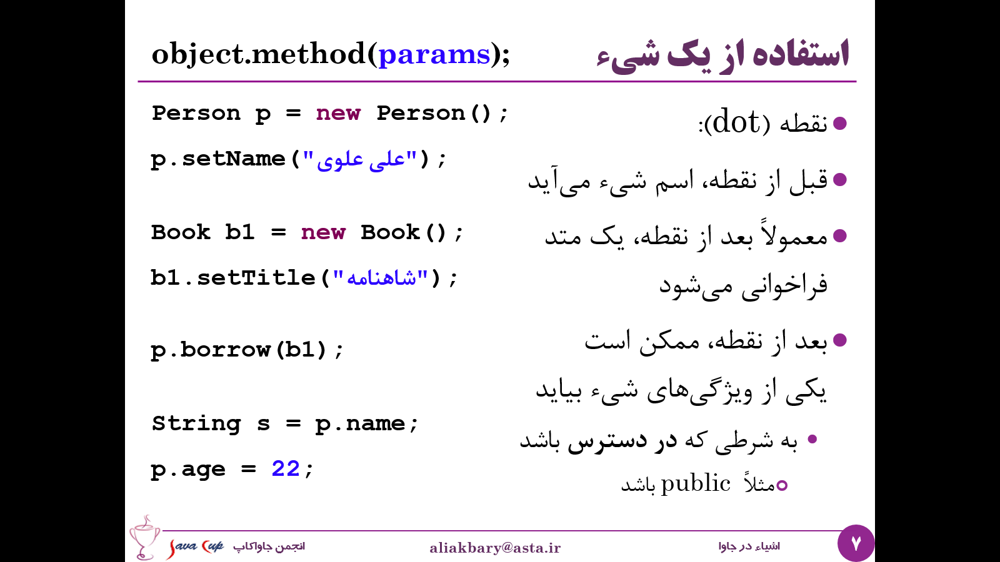 استفاده از یک شیء
object.method(params);
نقطه (dot):
قبل از نقطه، اسم شیء می‌آید
معمولاً بعد از نقطه، یک متد
فراخوانی می‌شود
بعد از نقطه، ممکن است
یکی از ویژگی‌های شیء بیاید
به شرطی که در دسترس باشد
مثلاً public باشد
Person p = new Person();
p.setName("علی علوی");
Book b1 = new Book();
b1.setTitle("شاهنامه");
p.borrow(b1);
String s = p.name;
p.age = 22;
۷
اشیاء در جاوا
aliakbary@asta.ir
انجمن جاواکاپ
Java Cup